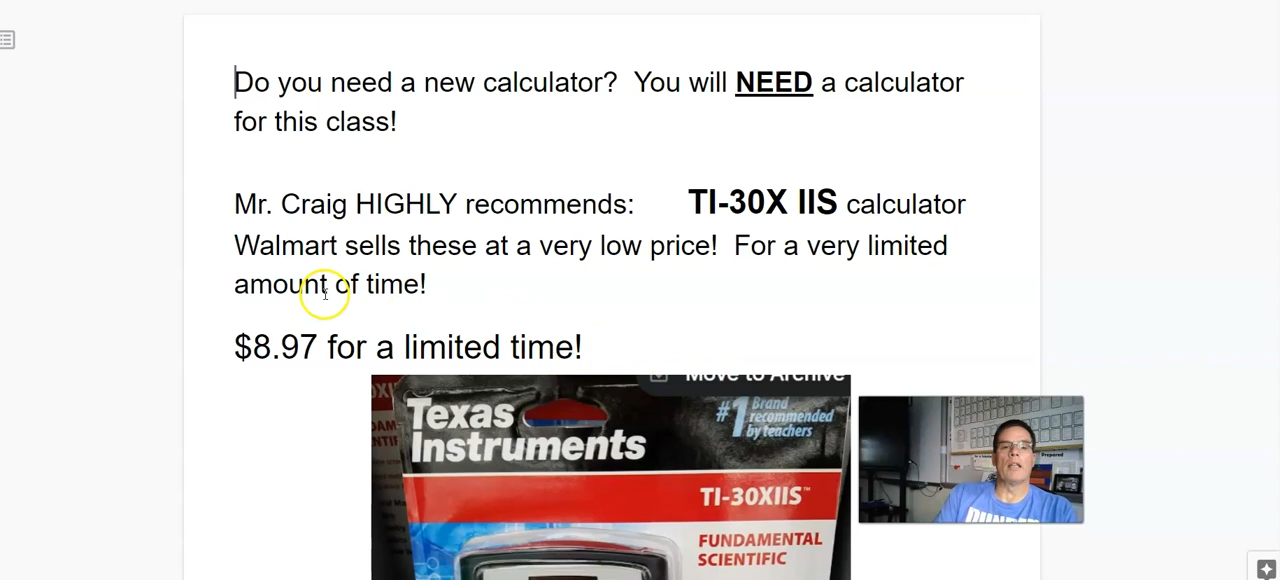 Do you need a new calculator?  You will NEED a calculator
for this class!
Mr. Craig HIGHLY recommends: TI-30X IIS calculator
Walmart sells these at a very low price!  For a very limited
amount of time!
$8.97 for a limited time!
Move to Archive
Texas
Instruments
#1 Brand
recommended
by teachers
TI-30XIIS™
FUNDAMENTAL
SCIENTIFIC
Prepared